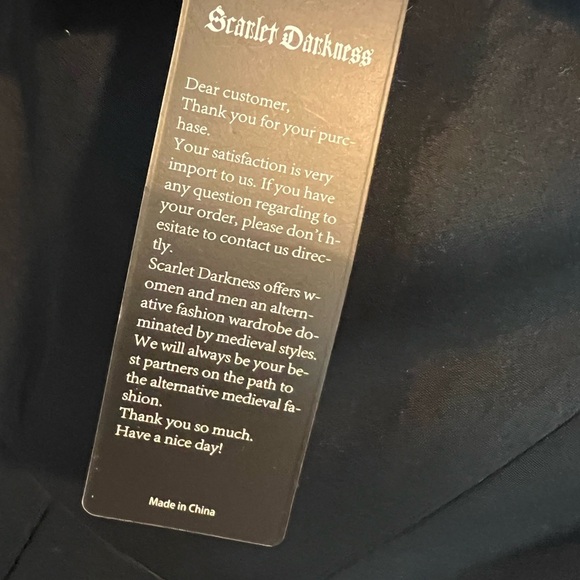 Scarlet Darkness
Dear customer,
Thank you for your purc-
hase.
Your satisfaction is very
import to us. If you have
any question regarding to
your order, please don't h-
esitate to contact us direc-
tly.
Scarlet Darkness offers w-
omen and men an altern-
ative fashion wardrobe do-
minated by medieval styles.
We will always be your be-
st partners on the path to
the alternative medieval fa-
shion.
Thank you so much.
Have a nice day!
Made in China